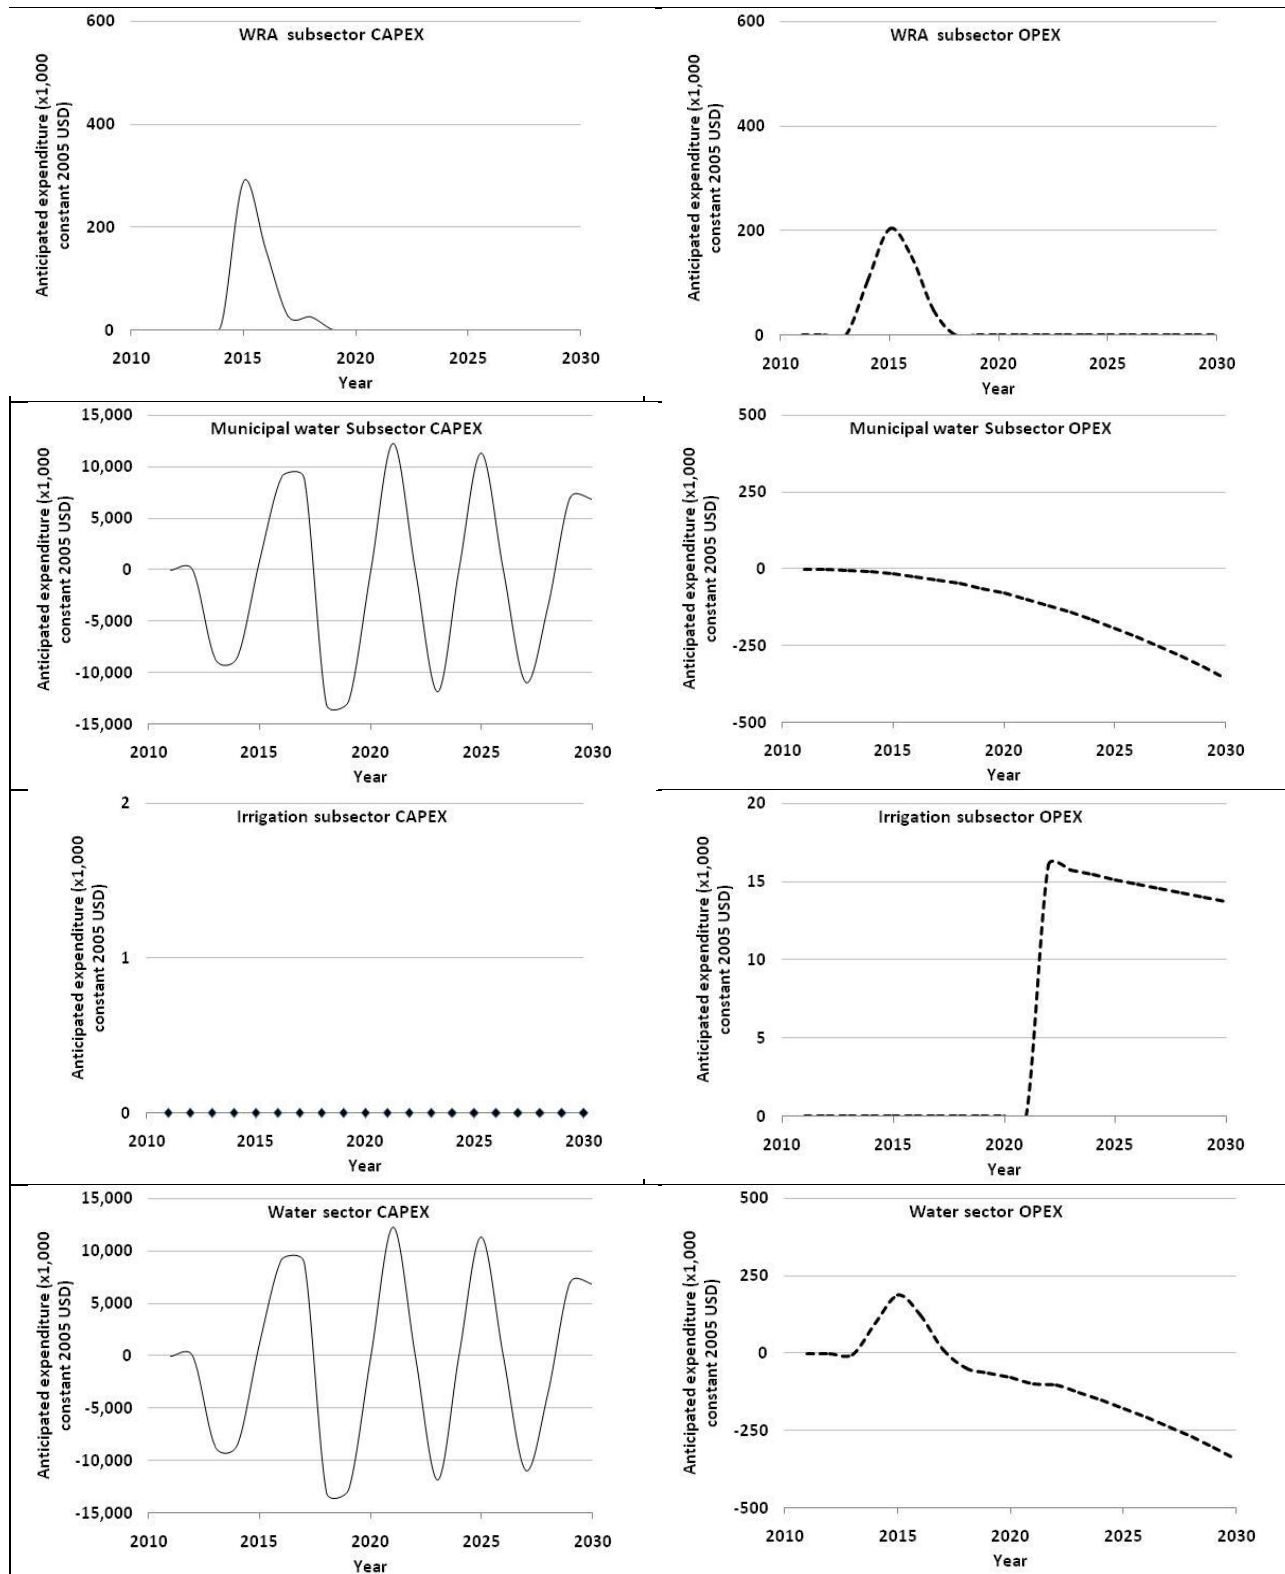 WRA subsector CAPEX
Anticipated expenditure (x1,000
constant 2005 USD)
600
400
200
0
2010 2015 2020 2025 2030
Year
WRA subsector OPEX
Anticipated expenditure (x1,000
constant 2005 USD)
600
400
200
0
2010 2015 2020 2025 2030
Year
Municipal water Subsector CAPEX
Anticipated expenditure (x1,000
constant 2005 USD)
15,000
10,000
5,000
0
-5,000
-10,000
-15,000
2010 2015 2020 2025 2030
Year
Municipal water Subsector OPEX
Anticipated expenditure (x1,000
constant 2005 USD)
500
250
0
-250
-500
2010 2015 2020 2025 2030
Year
Irrigation subsector CAPEX
Anticipated expenditure (x1,000
constant 2005 USD)
2
1
0
2010 2015 2020 2025 2030
Year
Irrigation subsector OPEX
Anticipated expenditure (x1,000
constant 2005 USD)
20
15
10
5
0
2010 2015 2020 2025 2030
Year
Water sector CAPEX
Anticipated expenditure (x1,000
constant 2005 USD)
15,000
10,000
5,000
0
-5,000
-10,000
-15,000
2010 2015 2020 2025 2030
Year
Water sector OPEX
Anticipated expenditure (x1,000
constant 2005 USD)
500
250
0
-250
-500
2010 2015 2020 2025 2030
Year